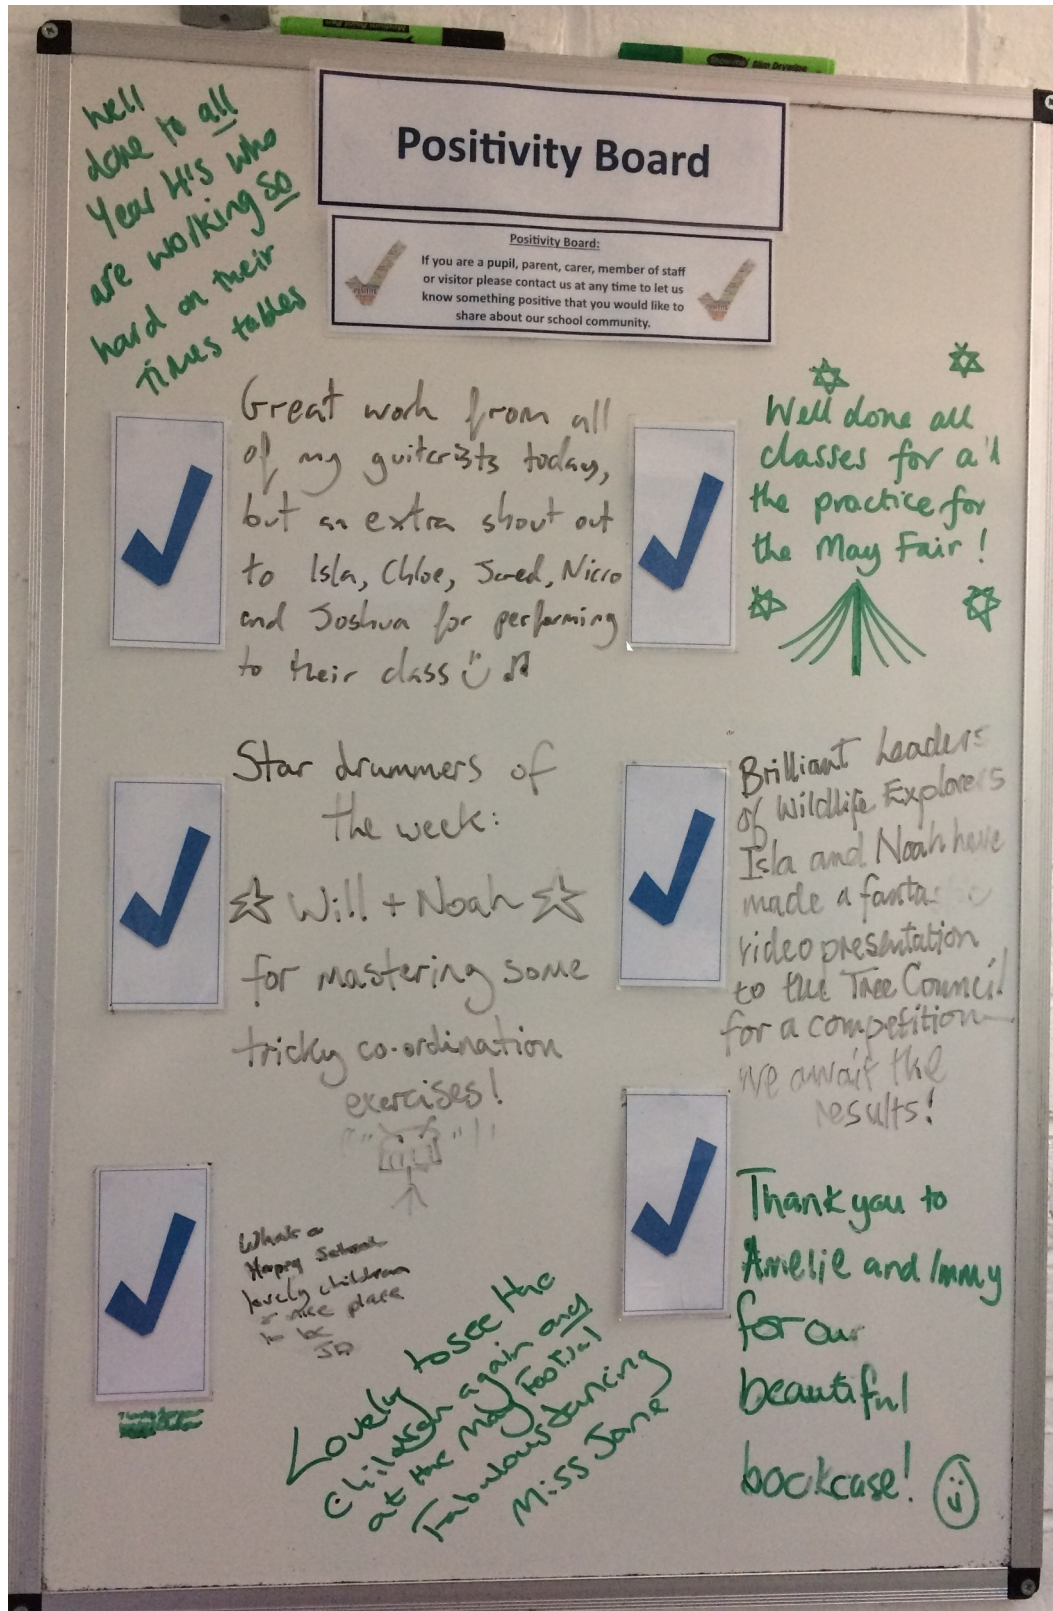 Well
done to all
Year 4's who
are working so
hard on their
times tables
Positivity Board
Positivity Board:
If you are a pupil, parent, carer, member of staff
or visitor please contact us at any time to let us
know something positive that you would like to
share about our school community.
Great work from all
of my guitarists today,
but an extra shout out
to Isla, Chloe, Nicro
and Joshua for performing
to their class
Well done all
classes for all
the practice for
the May Fair!
Star drummers of
the week:
Will + Noah
for mastering some
tricky co-ordination
exercises!
Brilliant Leaders
of Wildlife Explorers
Isla and Noah have
made a
video presentation
to the Tree Council
for a competition
we await the
results!
What a
Happy School
lovely children
a nice place
to be
Lovely to see the
children again
at the May
Fabulous dancing
Miss Jane
Thank you to
Amelie and Immy
for our
beautiful
bookcase!